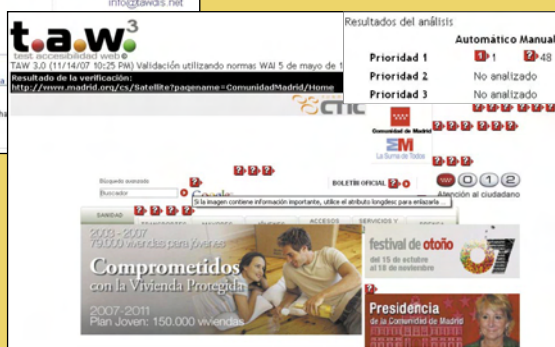 info@tawdis.net
t.a.w.3
test accesibilidad web
TAW 3.0 (11/14/07 10:25 PM) Validación utilizando normas WAI 5 de mayo de 1
Resultado de la verificación:
http://www.madrid.org/cs/Satellite?pagename=ComunidadMadrid/Home
Resultados del análisis
Automático Manual
Prioridad 1 1 48
Prioridad 2 No analizado
Prioridad 3 No analizado
ctic
Comunidad de Madrid
EM
La Suma de Todos
Búsqueda avanzada
Buscador
Google
BOLETÍN OFICIAL
012
Atención al ciudadano
Si la imagen contiene información importante, utilice el atributo longdesc para enlazarla ...
SANIDAD
ACCESOS
SERVICIOS Y
2003 - 2007
79.000 viviendas para jóvenes
Comprometidos
con la Vivienda Protegida
2007-2011
Plan Joven: 150.000 viviendas
festival de otoño
del 15 de octubre
al 18 de noviembre
07
Presidencia
de la Comunidad de Madrid